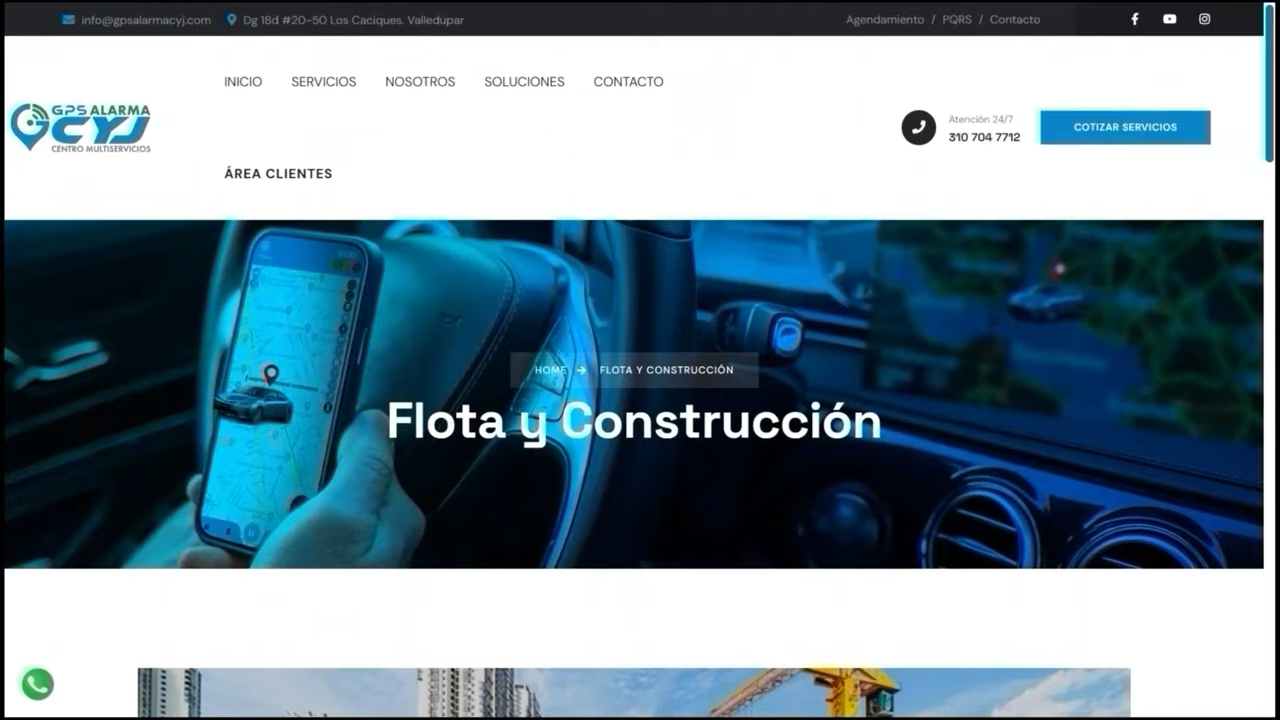 info@gpsalarmacyj.com Dg 18d #20-50 Los Caciques. Valledupar Agendamiento / PQRS / Contacto
INICIO SERVICIOS NOSOTROS SOLUCIONES CONTACTO
GPS ALARMA
CYJ
CENTRO MULTISERVICIOS
Atención 24/7
310 704 7712
COTIZAR SERVICIOS
ÁREA CLIENTES
HOME → FLOTA Y CONSTRUCCIÓN
Flota y Construcción